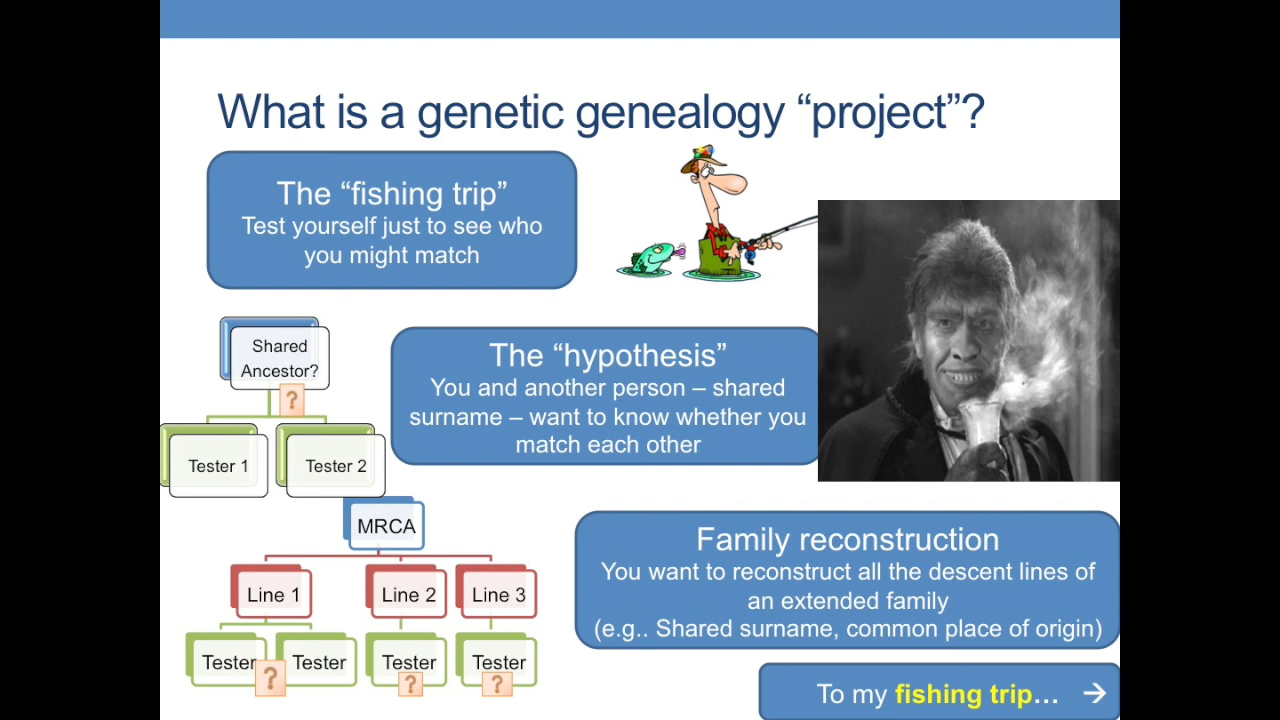 What is a genetic genealogy “project”?
The “fishing trip”
Test yourself just to see who
you might match
Shared
Ancestor?
?
Tester 1
Tester 2
The “hypothesis”
You and another person – shared
surname – want to know whether you
match each other
MRCA
Line 1
Line 2
Line 3
Tester
Tester
Tester
Tester
?
?
?
Family reconstruction
You want to reconstruct all the descent lines of
an extended family
(e.g.. Shared surname, common place of origin)
To my fishing trip… →